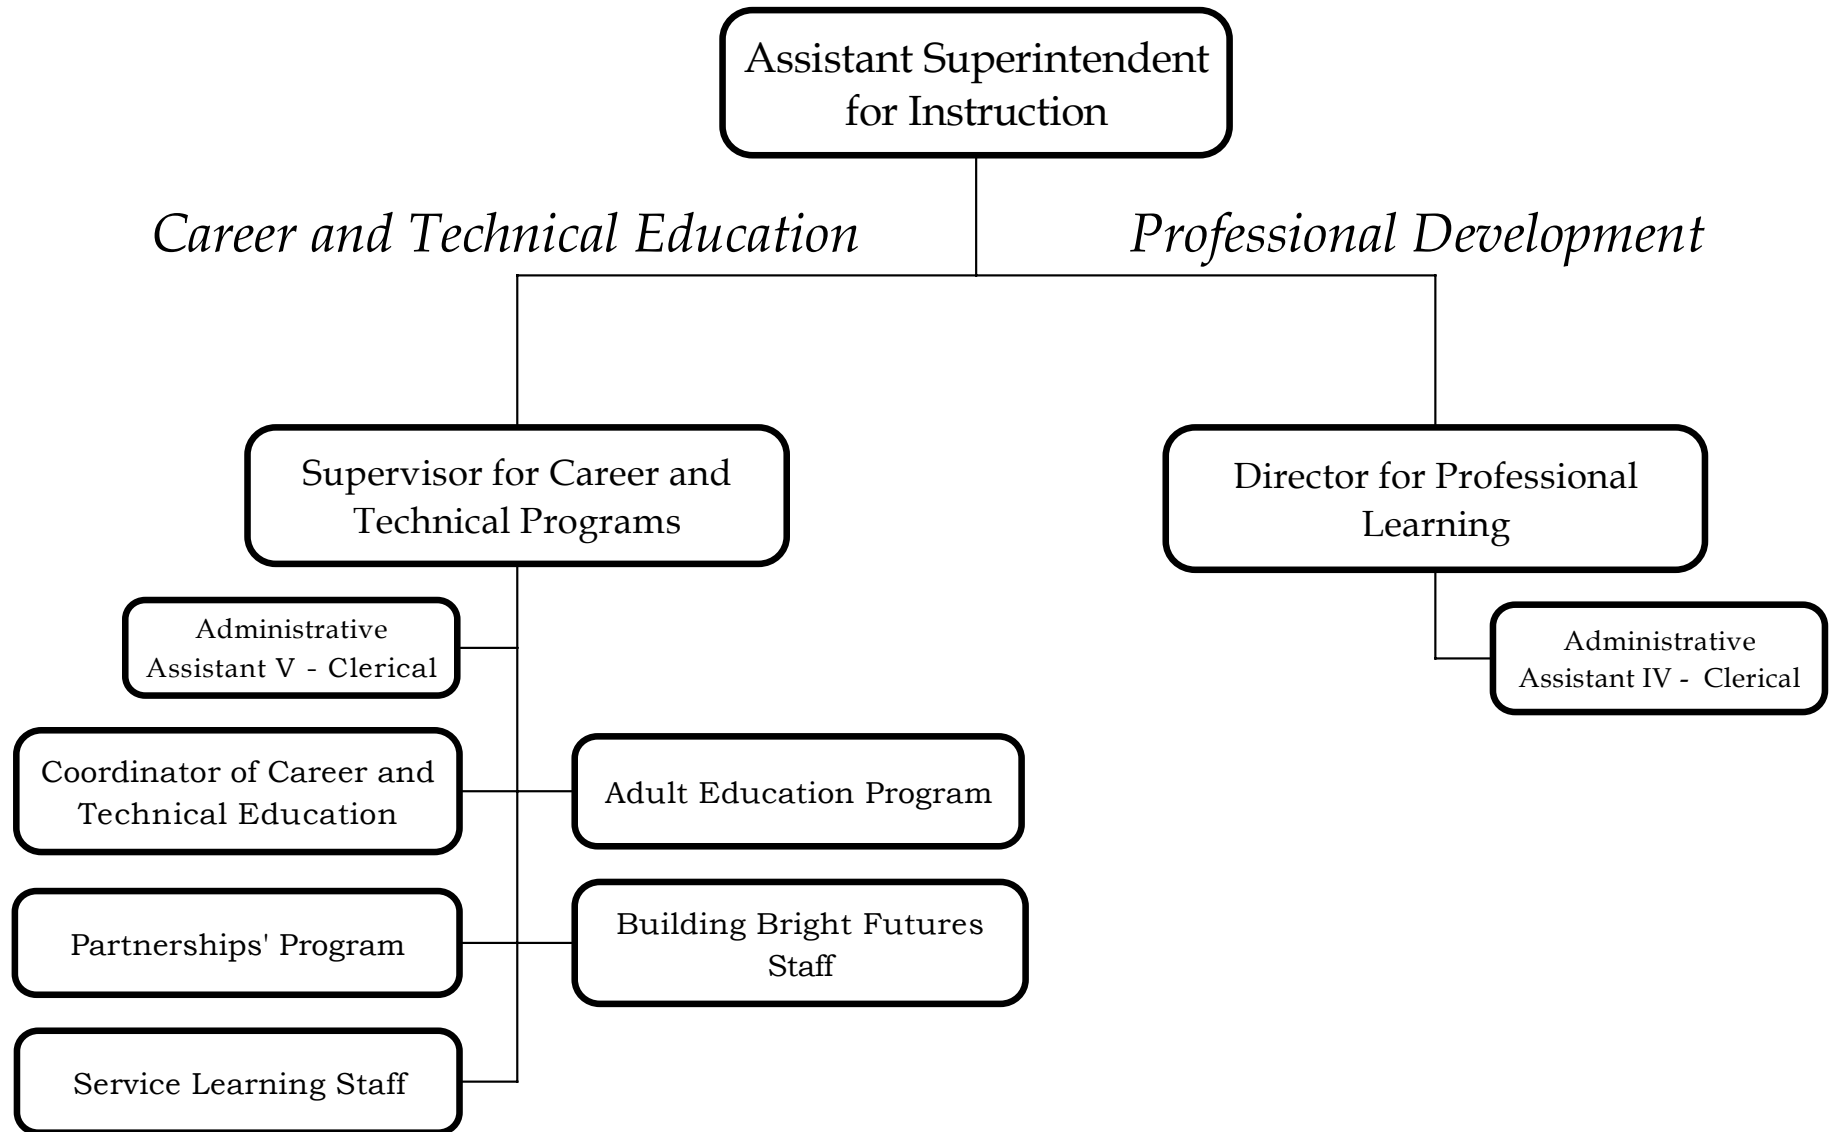 Assistant Superintendent
for Instruction
Career and Technical Education
Professional Development
Supervisor for Career and
Technical Programs
Director for Professional
Learning
Administrative
Assistant V - Clerical
Administrative
Assistant IV -  Clerical
Coordinator of Career and
Technical Education
Adult Education Program
Partnerships' Program
Building Bright Futures
Staff
Service Learning Staff